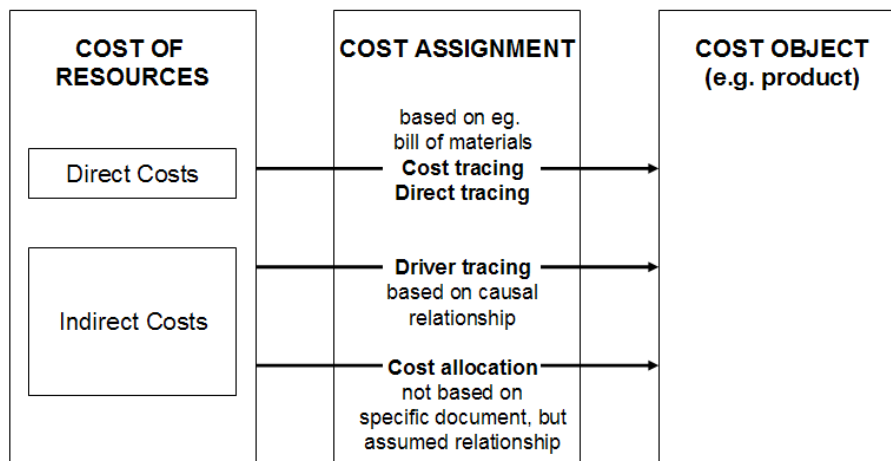 COST OF
RESOURCES
Direct Costs
Indirect Costs
COST ASSIGNMENT
based on eg.
bill of materials
Cost tracing
Direct tracing
Driver tracing
based on causal
relationship
Cost allocation
not based on
specific document, but
assumed relationship
COST OBJECT
(e.g. product)